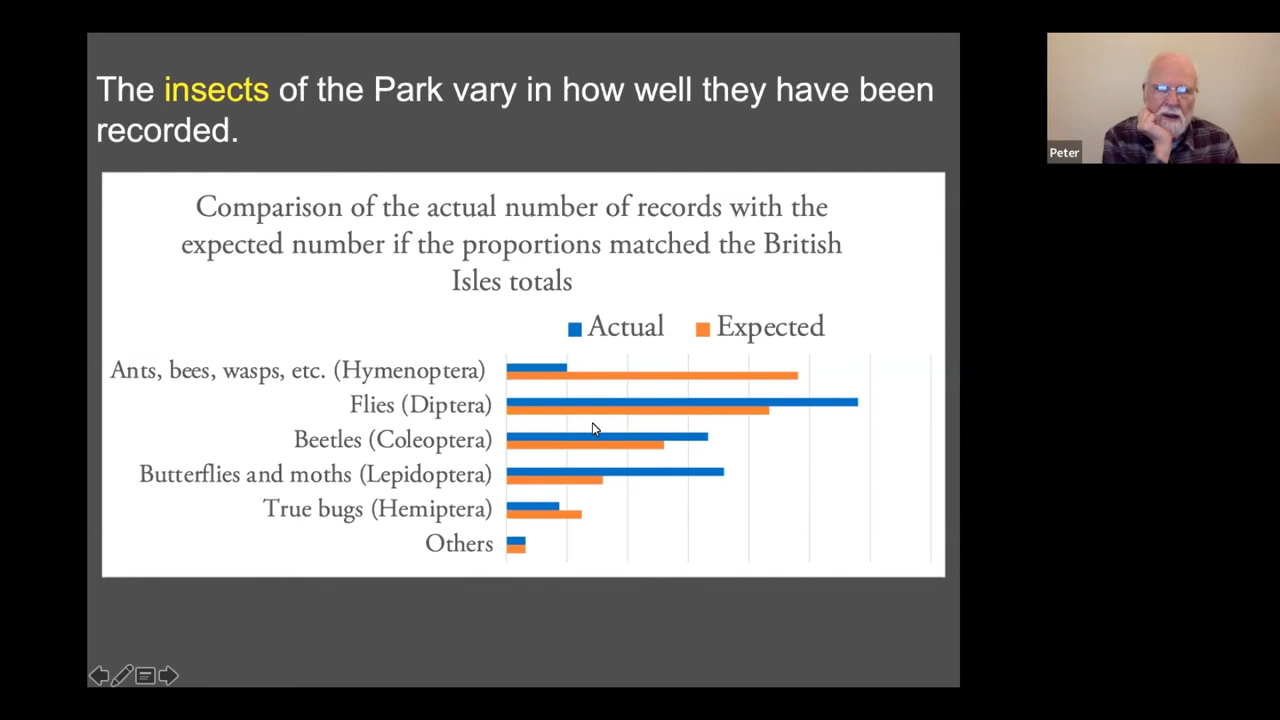 The insects of the Park vary in how well they have been
recorded.
Comparison of the actual number of records with the
expected number if the proportions matched the British
Isles totals
Actual Expected
Ants, bees, wasps, etc. (Hymenoptera)
Flies (Diptera)
Beetles (Coleoptera)
Butterflies and moths (Lepidoptera)
True bugs (Hemiptera)
Others
Peter